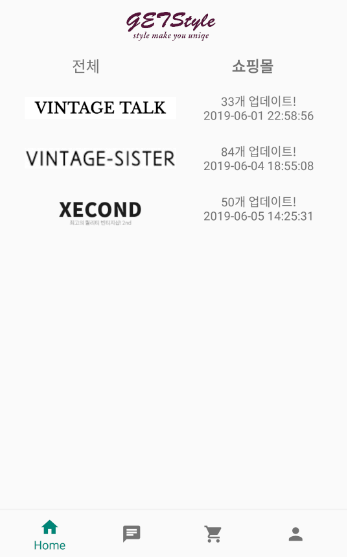 GETStyle
style make you uniqe
전체
쇼핑몰
VINTAGE TALK
33개 업데이트!
2019-06-01 22:58:56
VINTAGE-SISTER
84개 업데이트!
2019-06-04 18:55:08
XECOND
50개 업데이트!
2019-06-05 14:25:31
Home